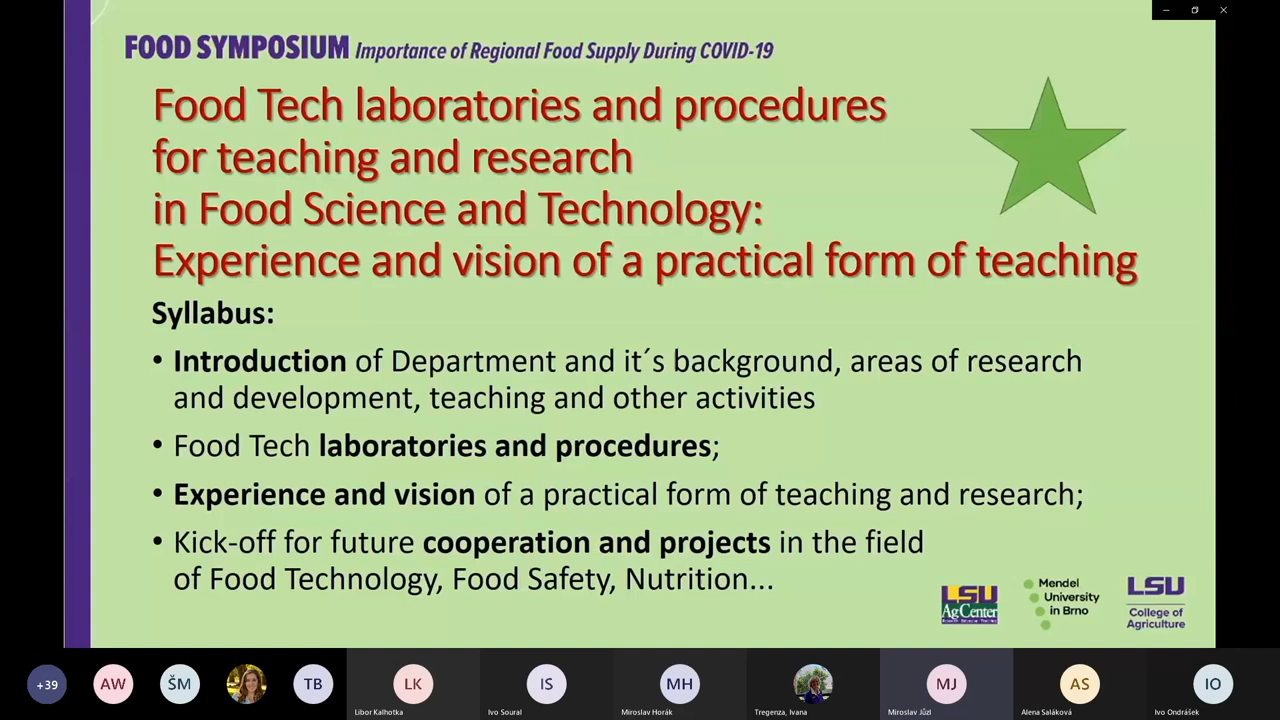 FOOD SYMPOSIUM Importance of Regional Food Supply During COVID-19
Food Tech laboratories and procedures
for teaching and research
in Food Science and Technology:
Experience and vision of a practical form of teaching
Syllabus:
• Introduction of Department and it´s background, areas of research
and development, teaching and other activities
• Food Tech laboratories and procedures;
• Experience and vision of a practical form of teaching and research;
• Kick-off for future cooperation and projects in the field
of Food Technology, Food Safety, Nutrition...
LSU
AgCenter
Mendel
University
in Brno
LSU
College of
Agriculture
+39
AW
ŠM
TB
LK
Libor Kalhotka
IS
Ivo Soural
MH
Miroslav Horák
Tregenza, Ivana
MJ
Miroslav Jůzl
AS
Alena Saláková
IO
Ivo Ondrášek